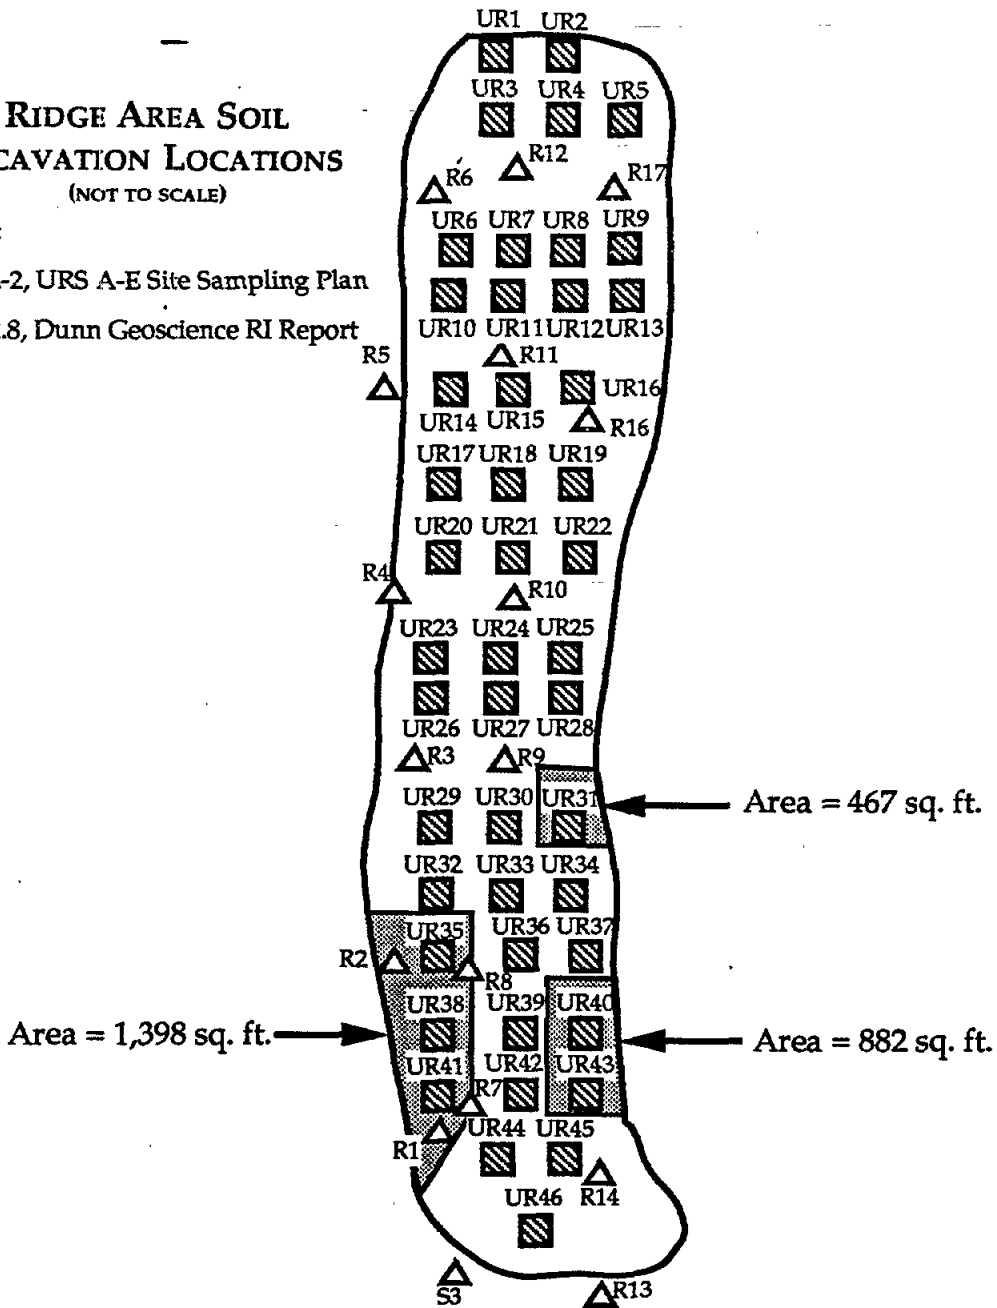 UR1 UR2
UR3 UR4 UR5
RIDGE AREA SOIL
CAVATION LOCATIONS
(NOT TO SCALE)
R12
R6
R17
UR6 UR7 UR8 UR9
-2, URS A-E Site Sampling Plan
.8, Dunn Geoscience RI Report
UR10 UR11 UR12 UR13
R5
R11
UR16
UR14 UR15
R16
UR17 UR18 UR19
UR20 UR21 UR22
R4
R10
UR23 UR24 UR25
UR26 UR27 UR28
R3
R9
UR29 UR30 UR31
Area = 467 sq. ft.
UR32 UR33 UR34
UR35 UR36 UR37
R2
R8
UR38 UR39 UR40
Area = 1,398 sq. ft.
Area = 882 sq. ft.
UR41 UR42 UR43
R7
R1
UR44 UR45
R14
UR46
S3
R13